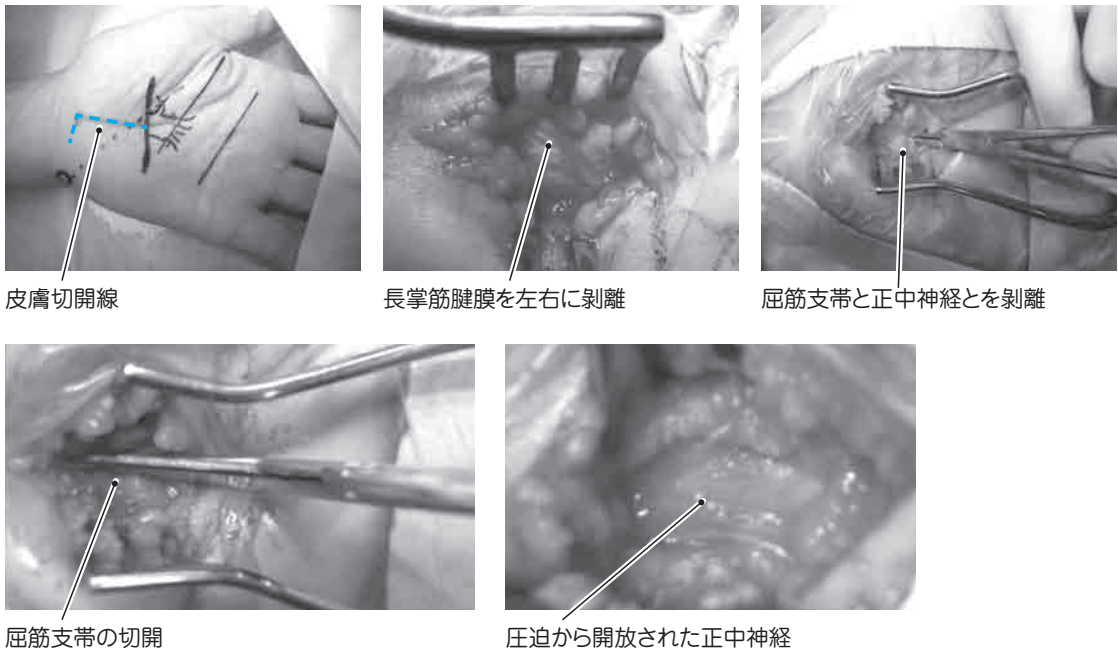 皮膚切開線
長掌筋腱膜を左右に剝離
屈筋支帯と正中神経とを剝離
屈筋支帯の切開
圧迫から開放された正中神経